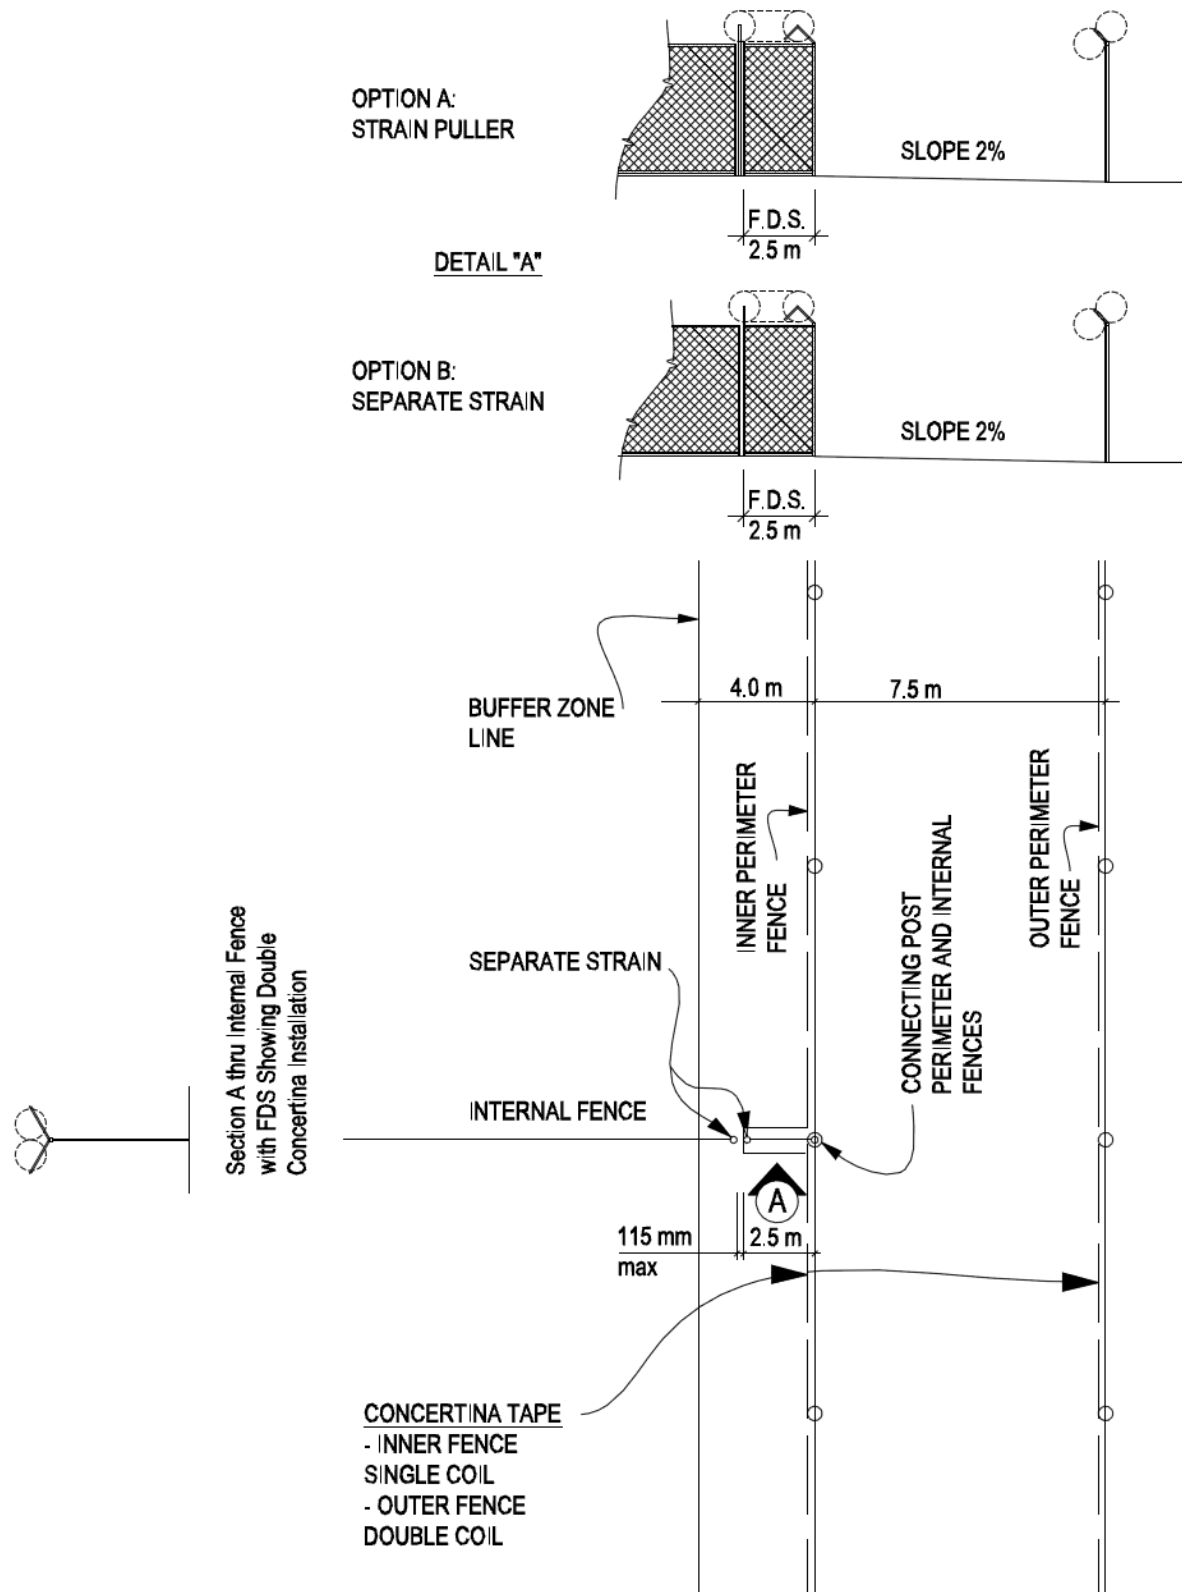 OPTION A:
STRAIN PULLER
SLOPE 2%
F.D.S.
2.5 m
DETAIL "A"
OPTION B:
SEPARATE STRAIN
SLOPE 2%
F.D.S.
2.5 m
4.0 m
7.5 m
BUFFER ZONE
LINE
INNER PERIMETER
FENCE
OUTER PERIMETER
FENCE
CONNECTING POST
PERIMETER AND INTERNAL
FENCES
SEPARATE STRAIN
Section A thru Internal Fence
with FDS Showing Double
Concertina Installation
INTERNAL FENCE
A
115 mm
max
2.5 m
CONCERTINA TAPE
- INNER FENCE
SINGLE COIL
- OUTER FENCE
DOUBLE COIL